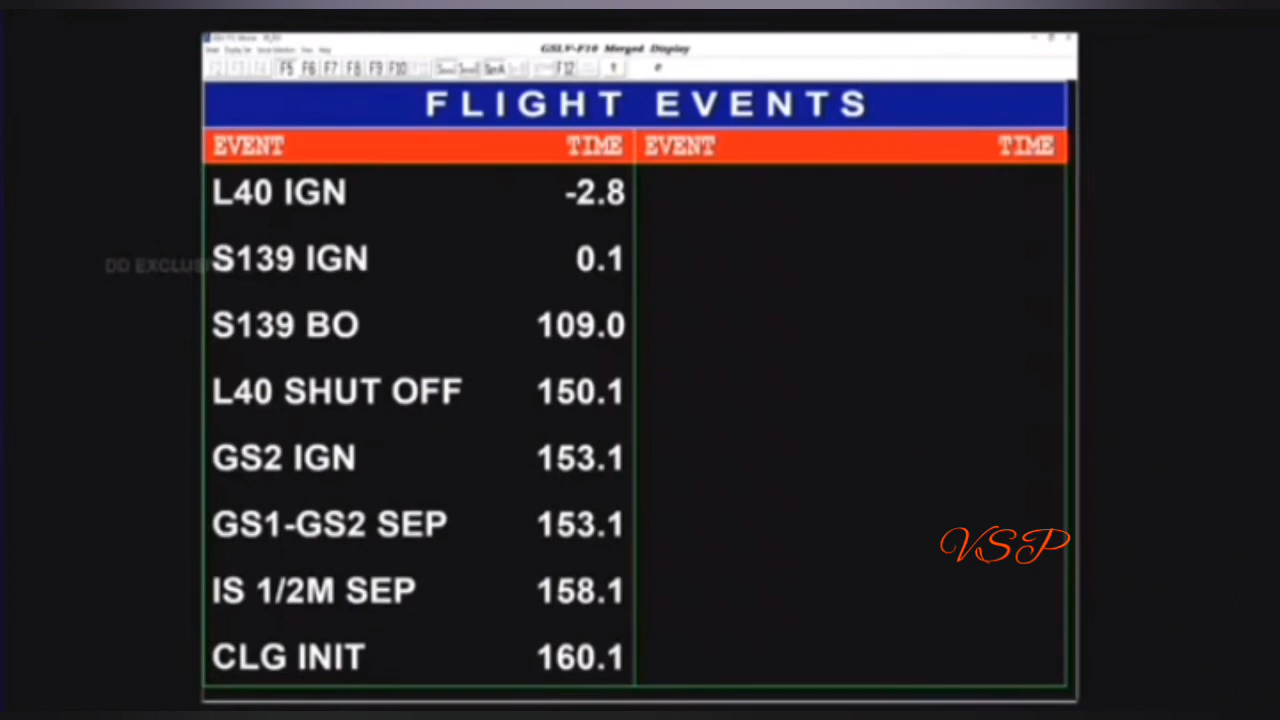 GSLV-F10 Merged Display
F5 F6 F7 F8 F9 F10 F12
FLIGHT EVENTS
EVENT TIME EVENT TIME
L40 IGN -2.8
S139 IGN 0.1
DD EXCLUSI
S139 BO 109.0
L40 SHUT OFF 150.1
GS2 IGN 153.1
GS1-GS2 SEP 153.1
VSP
IS 1/2M SEP 158.1
CLG INIT 160.1